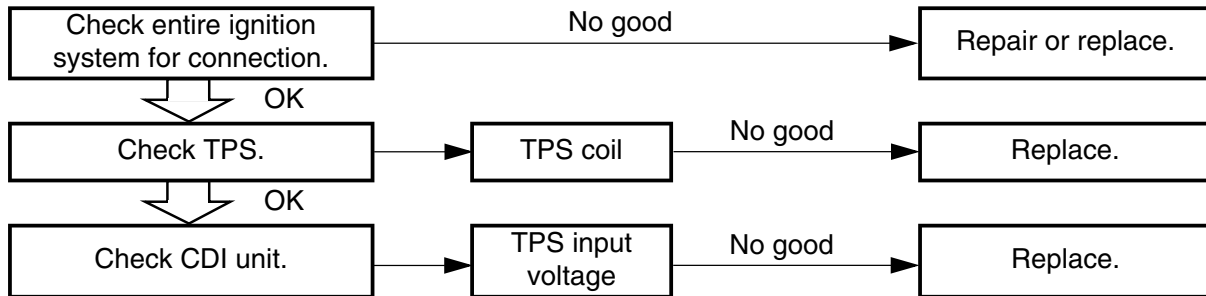 Check entire ignition
system for connection.
No good
Repair or replace.
OK
Check TPS.
TPS coil
No good
Replace.
OK
Check CDI unit.
TPS input
voltage
No good
Replace.